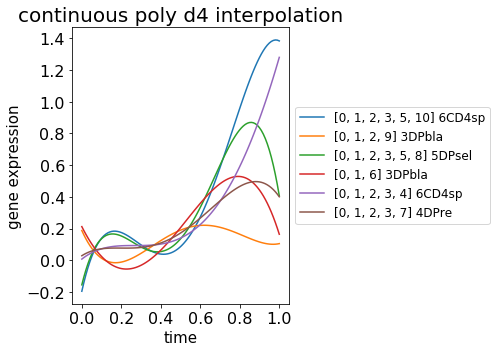 continuous poly d4 interpolation
1.4
1.2
1.0
0.8
0.6
0.4
0.2
0.0
−0.2
gene expression
0.0 0.2 0.4 0.6 0.8 1.0
time
[0, 1, 2, 3, 5, 10] 6CD4sp
[0, 1, 2, 9] 3DPbla
[0, 1, 2, 3, 5, 8] 5DPsel
[0, 1, 6] 3DPbla
[0, 1, 2, 3, 4] 6CD4sp
[0, 1, 2, 3, 7] 4DPre